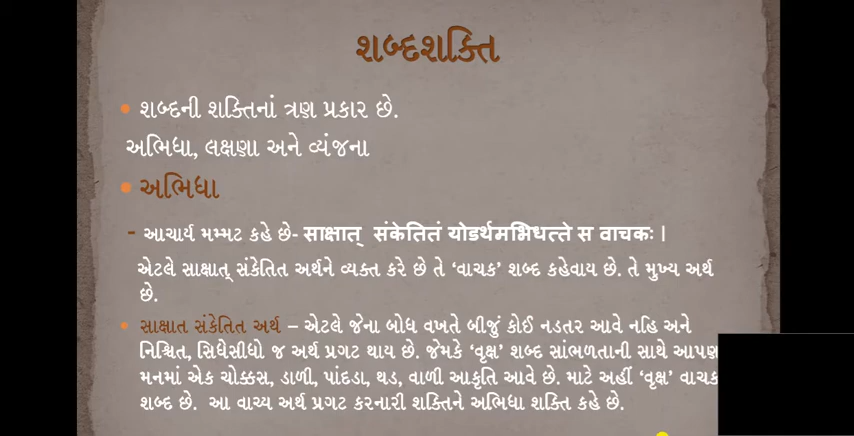 શબ્દશક્તિ
શબ્દની શક્તિનાં ત્રણ પ્રકાર છે.
અભિધા, લક્ષણા અને વ્યંજના
અભિધા
- આચાર્ય મમ્મટ કહે છે- साक्षात् संकेतितं योडर्थमभिधत्ते स वाचकः |
એટલે સાક્ષાત્ સંકેતિત અર્થને વ્યક્ત કરે છે તે ‘વાચક’ શબ્દ કહેવાય છે. તે મુખ્ય અર્થ
છે.
સાક્ષાત સંકેતિત અર્થ – એટલે જેના બોધ વખતે બીજું કોઈ નડતર આવે નહિ અને
નિશ્ચિત, સિધેસીધો જ અર્થ પ્રગટ થાય છે. જેમકે ‘વૃક્ષ’ શબ્દ સાંભળતાની સાથે આપણ
મનમાં એક ચોક્કસ, ડાળી, પાંદડા, થડ, વાળી આકૃતિ આવે છે. માટે અહીં ‘વૃક્ષ’ વાચક
શબ્દ છે. આ વાચ્ય અર્થ પ્રગટ કરનારી શક્તિને અભિધા શક્તિ કહે છે.